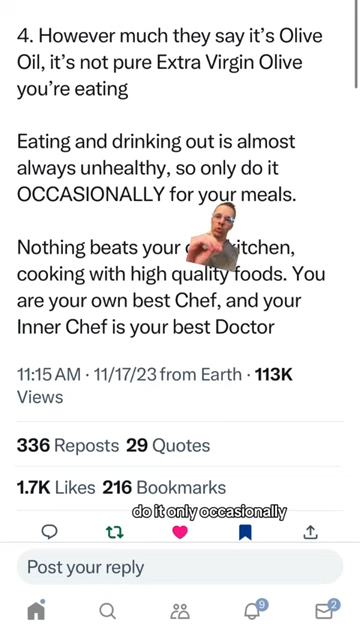 4. However much they say it's Olive
Oil, it's not pure Extra Virgin Olive
you're eating
Eating and drinking out is almost
always unhealthy, so only do it
OCCASIONALLY for your meals.
Nothing beats your kitchen,
cooking with high quality foods. You
are your own best Chef, and your
Inner Chef is your best Doctor
11:15 AM · 11/17/23 from Earth · 113K
Views
336 Reposts 29 Quotes
1.7K Likes 216 Bookmarks
do it only occasionally
Post your reply
9
2